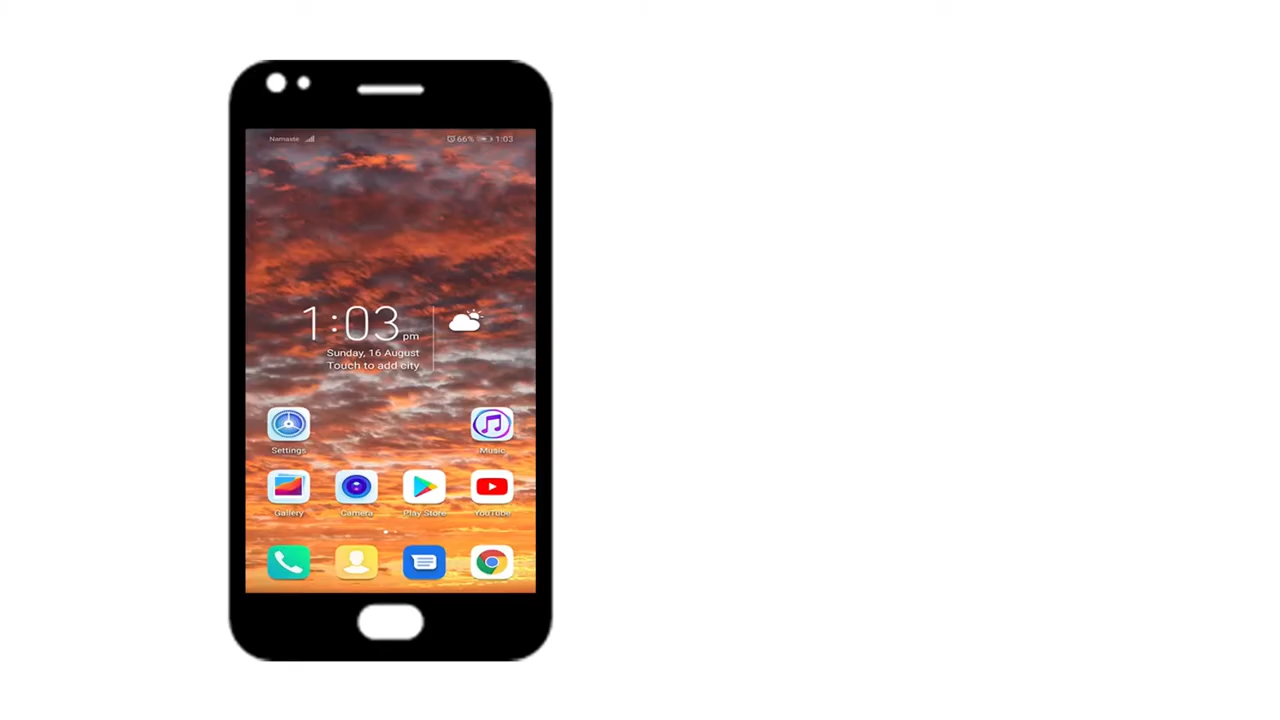 Namaste 66% 1:03
1:03 pm
Sunday, 16 August
Touch to add city
Settings Music
Gallery Camera Play Store YouTube